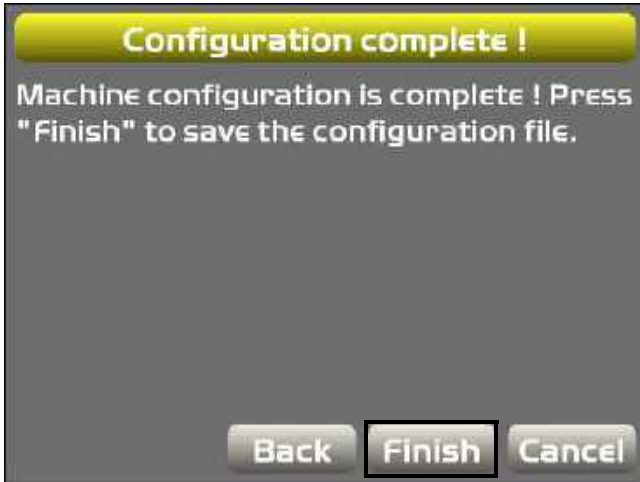 Configuration complete !
Machine configuration is complete ! Press
"Finish" to save the configuration file.
Back Finish Cancel